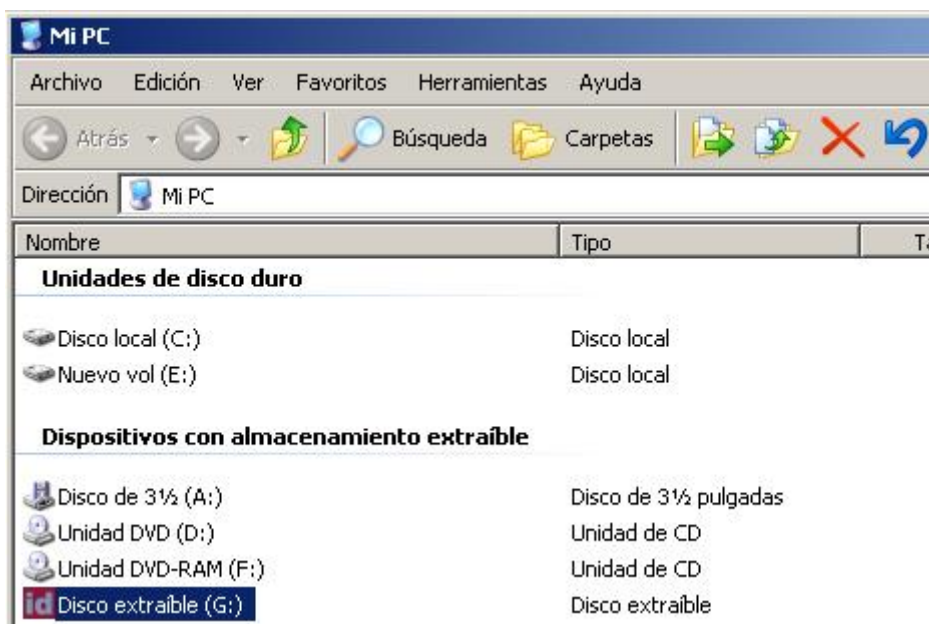 Mi PC
Archivo Edición Ver Favoritos Herramientas Ayuda
Atrás Búsqueda Carpetas
Dirección Mi PC
Nombre Tipo
Unidades de disco duro
Disco local (C:) Disco local
Nuevo vol (E:) Disco local
Dispositivos con almacenamiento extraíble
Disco de 3½ (A:) Disco de 3½ pulgadas
Unidad DVD (D:) Unidad de CD
Unidad DVD-RAM (F:) Unidad de CD
id Disco extraíble (G:) Disco extraíble